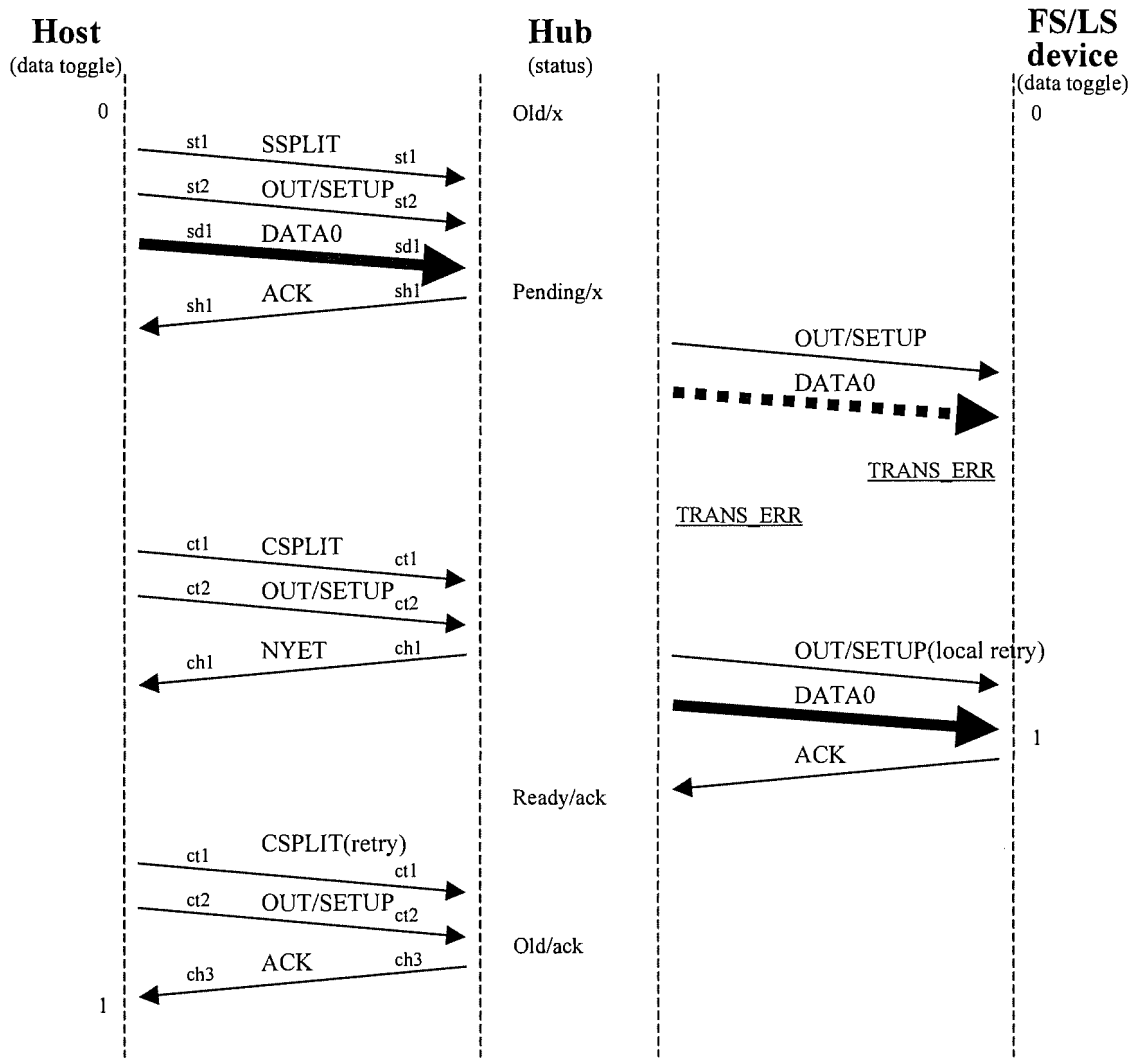 Host
(data toggle)
Hub
(status)
FS/LS
device
(data toggle)
0
Old/x
0
st1 SSPLIT st1
st2 OUT/SETUP st2
sd1 DATA0 sd1
sh1 ACK sh1
Pending/x
OUT/SETUP
DATA0
TRANS_ERR
TRANS_ERR
ct1 CSPLIT ct1
ct2 OUT/SETUP ct2
ch1 NYET ch1
OUT/SETUP(local retry)
DATA0
1
ACK
Ready/ack
ct1 CSPLIT(retry) ct1
ct2 OUT/SETUP ct2
Old/ack
ch3 ACK ch3
1